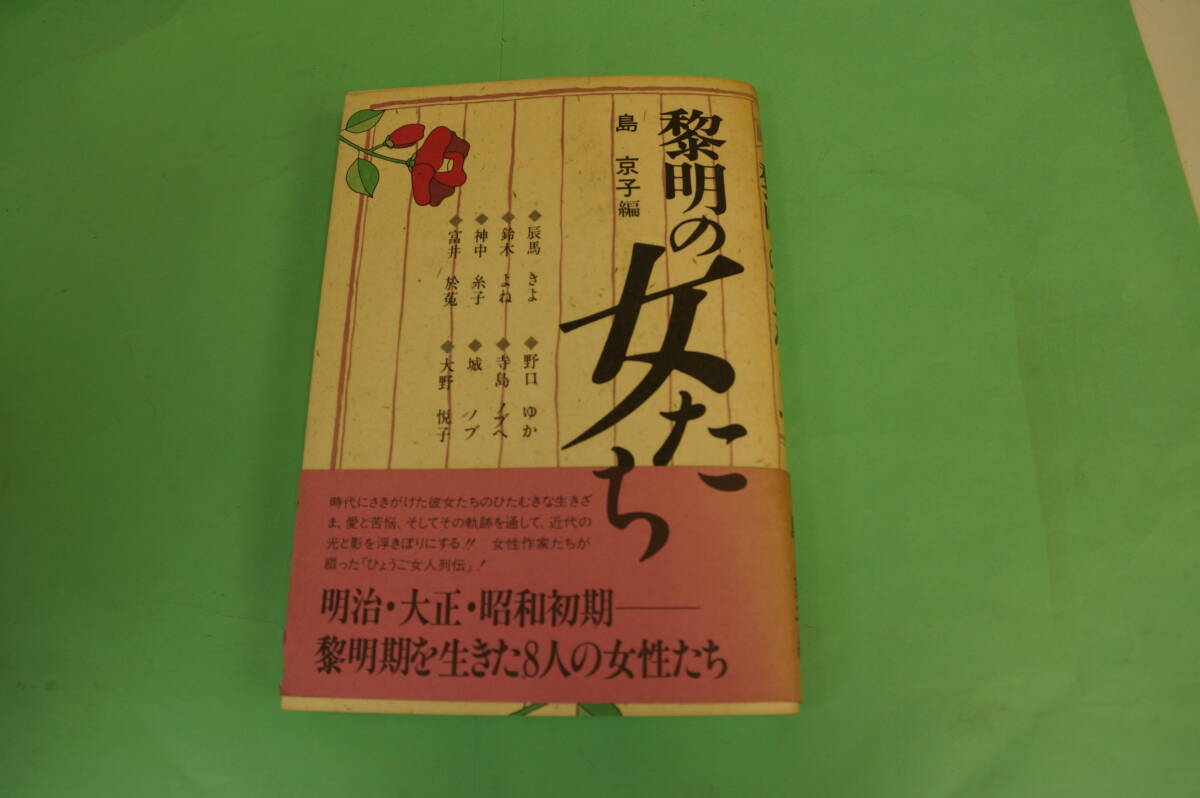 黎明の女たち
島 京子編
◆辰馬 きよ
◆鈴木 よね
◆神中 糸子
◆富井 於菟
◆野口 ゆか
◆寺島 ノブへ
◆城 ノブ
◆大野 悦子
時代にさきがけた彼女たちのひたむきな生きざ
ま、愛と苦悩、そしてその軌跡を通して、近代の
光と影を浮きぼりにする!! 女性作家たちが
綴った「ひょうご女人列伝」!
明治・大正・昭和初期──
黎明期を生きた8人の女性たち